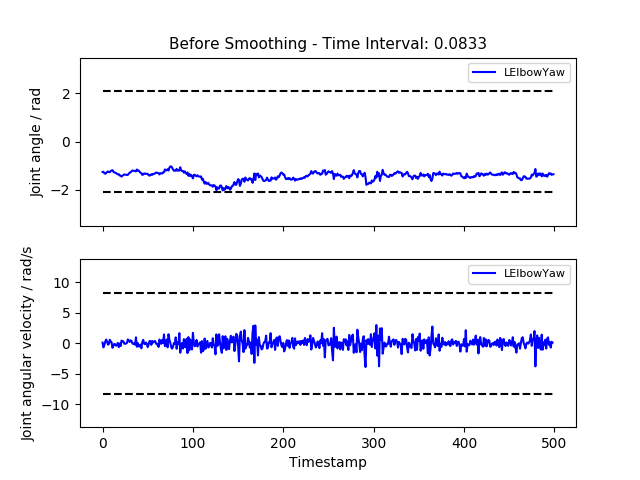 Before Smoothing - Time Interval: 0.0833
Joint angle / rad
2
0
−2
LElbowYaw
Joint angular velocity / rad/s
10
5
0
−5
−10
LElbowYaw
0
100
200
300
400
500
Timestamp